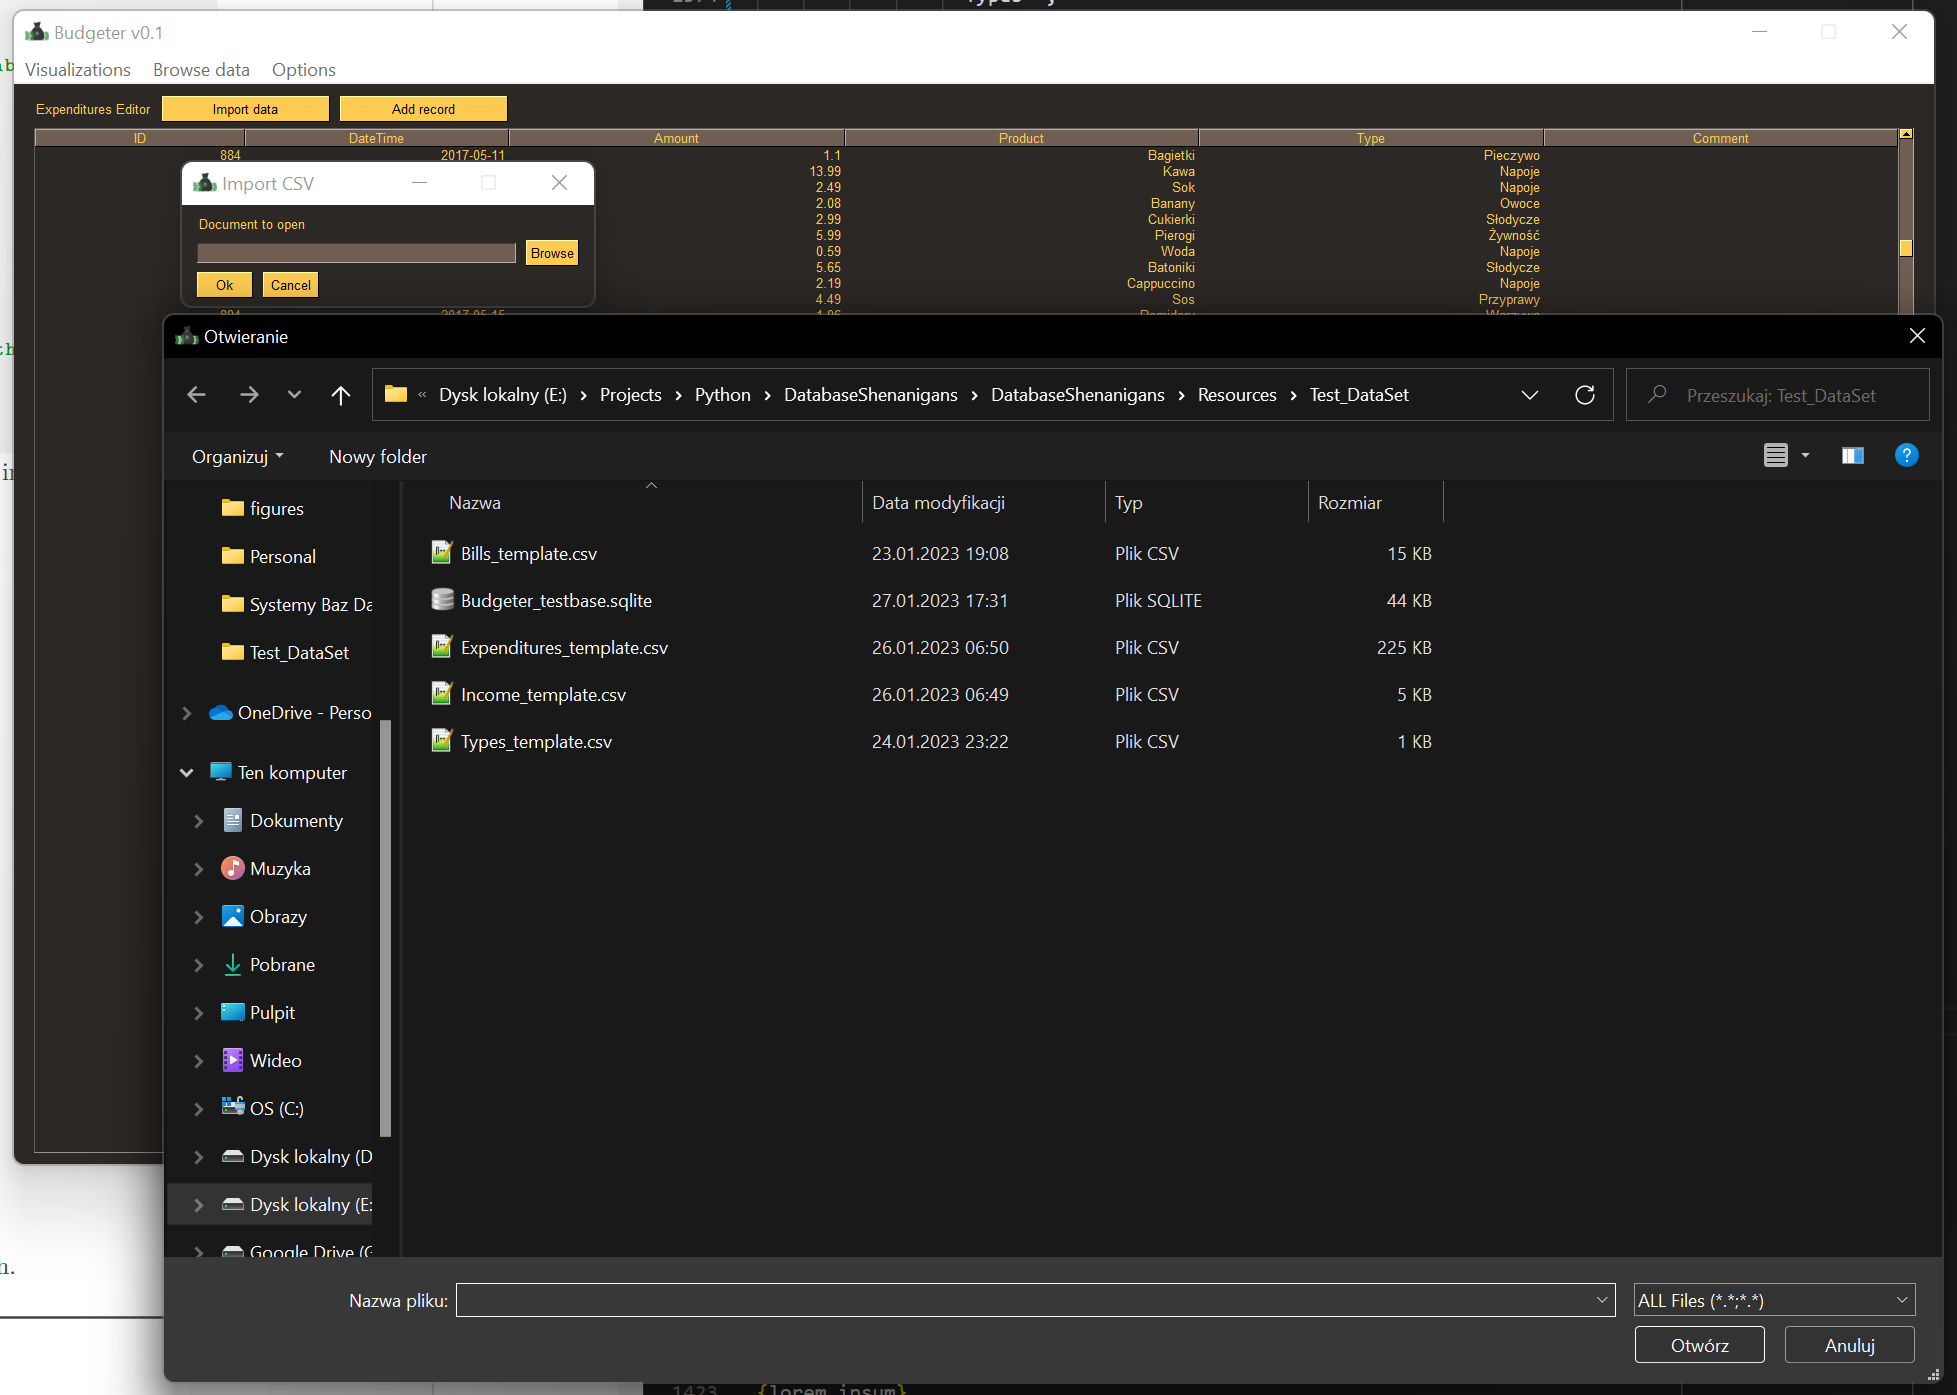 Budgeter v0.1
Visualizations Browse data Options
Expenditures Editor Import data Add record
ID DateTime Amount Product Type Comment
884 2017-05-11 1.1 Bagietki Pieczywo
13.99 Kawa Napoje
2.49 Sok Napoje
2.08 Banany Owoce
2.99 Cukierki Słodycze
5.99 Pierogi Żywność
0.59 Woda Napoje
5.65 Batoniki Słodycze
2.19 Cappuccino Napoje
4.49 Sos Przyprawy
Import CSV
Document to open
Browse
Ok Cancel
Otwieranie
« Dysk lokalny (E:) › Projects › Python › DatabaseShenanigans › DatabaseShenanigans › Resources › Test_DataSet
Przeszukaj: Test_DataSet
Organizuj Nowy folder
figures
Personal
Systemy Baz Da
Test_DataSet
OneDrive - Perso
Ten komputer
Dokumenty
Muzyka
Obrazy
Pobrane
Pulpit
Wideo
OS (C:)
Dysk lokalny (D
Dysk lokalny (E:
Google Drive (G
Nazwa Data modyfikacji Typ Rozmiar
Bills_template.csv 23.01.2023 19:08 Plik CSV 15 KB
Budgeter_testbase.sqlite 27.01.2023 17:31 Plik SQLITE 44 KB
Expenditures_template.csv 26.01.2023 06:50 Plik CSV 225 KB
Income_template.csv 26.01.2023 06:49 Plik CSV 5 KB
Types_template.csv 24.01.2023 23:22 Plik CSV 1 KB
Nazwa pliku: ALL Files (*.*;*.*)
Otwórz Anuluj